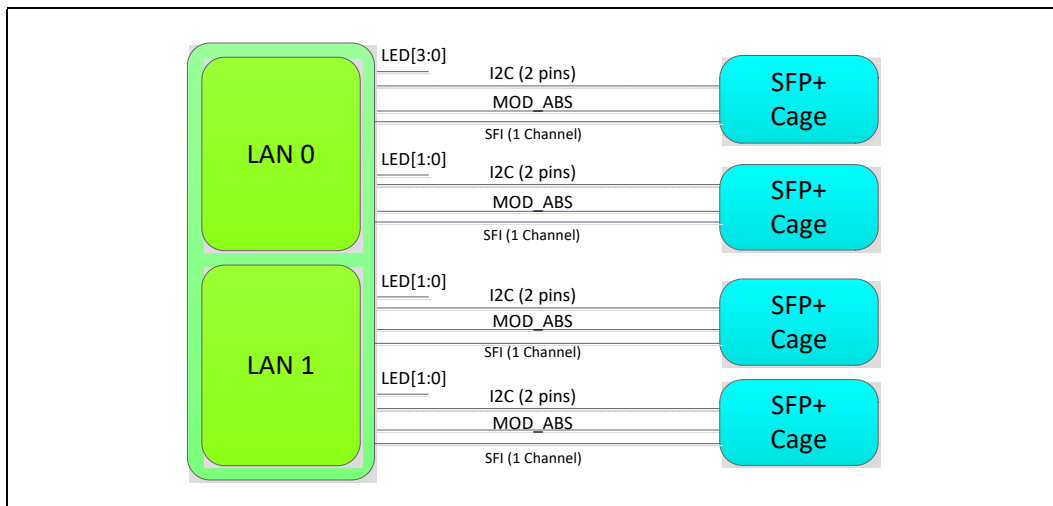 LED[3:0]
I2C (2 pins)
MOD_ABS
SFI (1 Channel)
SFP+
Cage
LAN 0
LED[1:0]
I2C (2 pins)
MOD_ABS
SFI (1 Channel)
SFP+
Cage
LED[1:0]
I2C (2 pins)
MOD_ABS
SFI (1 Channel)
SFP+
Cage
LAN 1
LED[1:0]
I2C (2 pins)
MOD_ABS
SFI (1 Channel)
SFP+
Cage